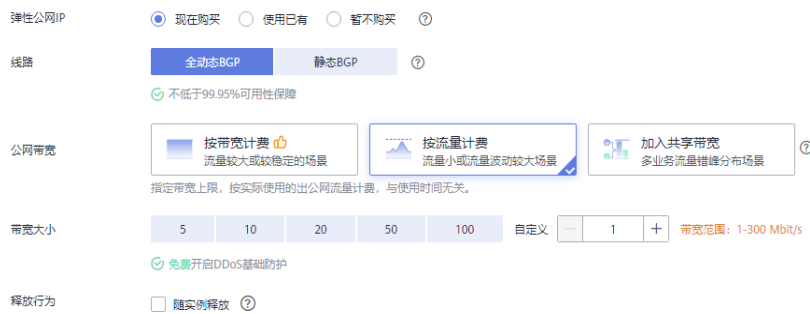 弹性公网IP 现在购买 使用已有 暂不购买
线路 全动态BGP 静态BGP
不低于99.95%可用性保障
公网带宽 按带宽计费 按流量计费 加入共享带宽
流量较大或较稳定的场景 流量小或流量波动较大场景 多业务流量错峰分布场景
指定带宽上限，按实际使用的出公网流量计费，与使用时间无关。
带宽大小 5 10 20 50 100 自定义 1 带宽范围：1-300 Mbit/s
免费开启DDoS基础防护
释放行为 随实例释放